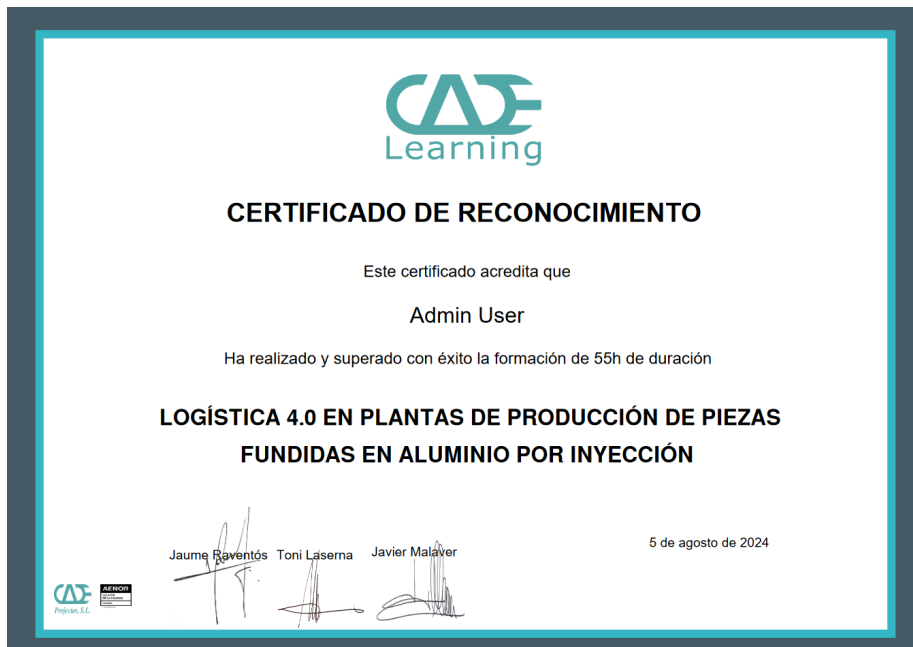 CADE
Learning
CERTIFICADO DE RECONOCIMIENTO
Este certificado acredita que
Admin User
Ha realizado y superado con éxito la formación de 55h de duración
LOGÍSTICA 4.0 EN PLANTAS DE PRODUCCIÓN DE PIEZAS
FUNDIDAS EN ALUMINIO POR INYECCIÓN
Jaume Raventós Toni Laserna Javier Malaver
5 de agosto de 2024
CADE
Projectes, S.L.
AENOR